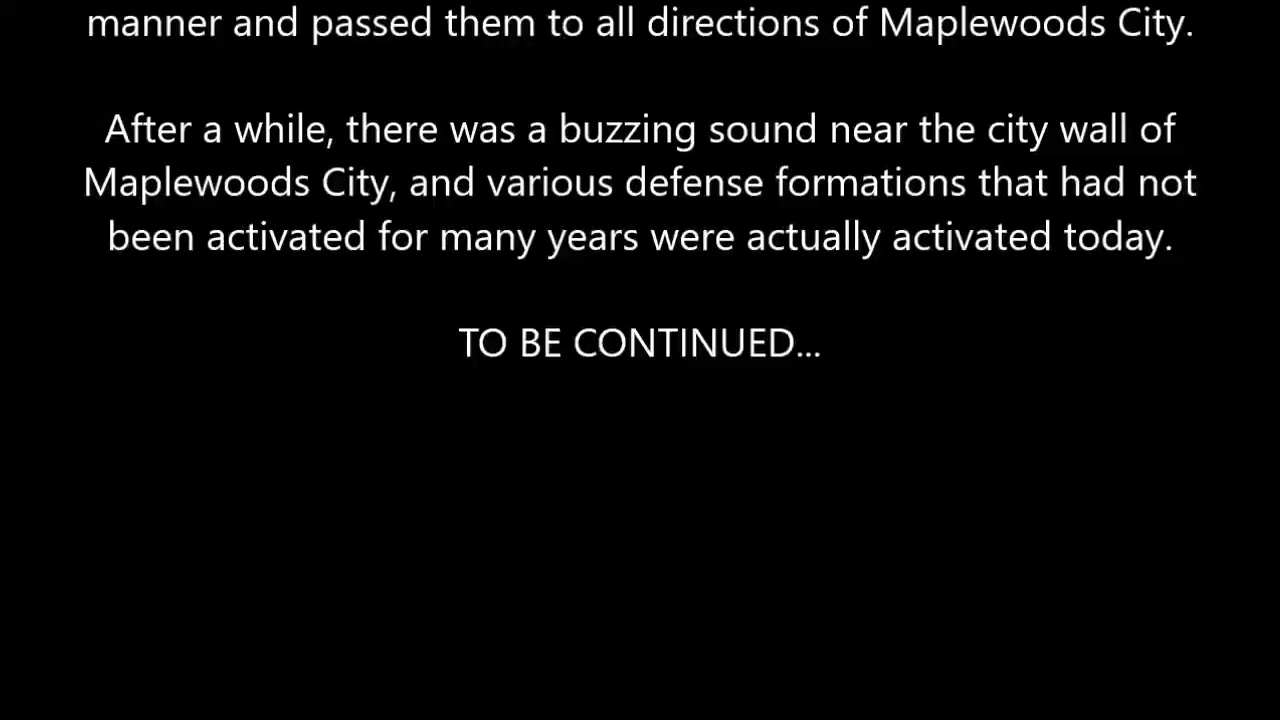 manner and passed them to all directions of Maplewoods City.
After a while, there was a buzzing sound near the city wall of
Maplewoods City, and various defense formations that had not
been activated for many years were actually activated today.
TO BE CONTINUED...